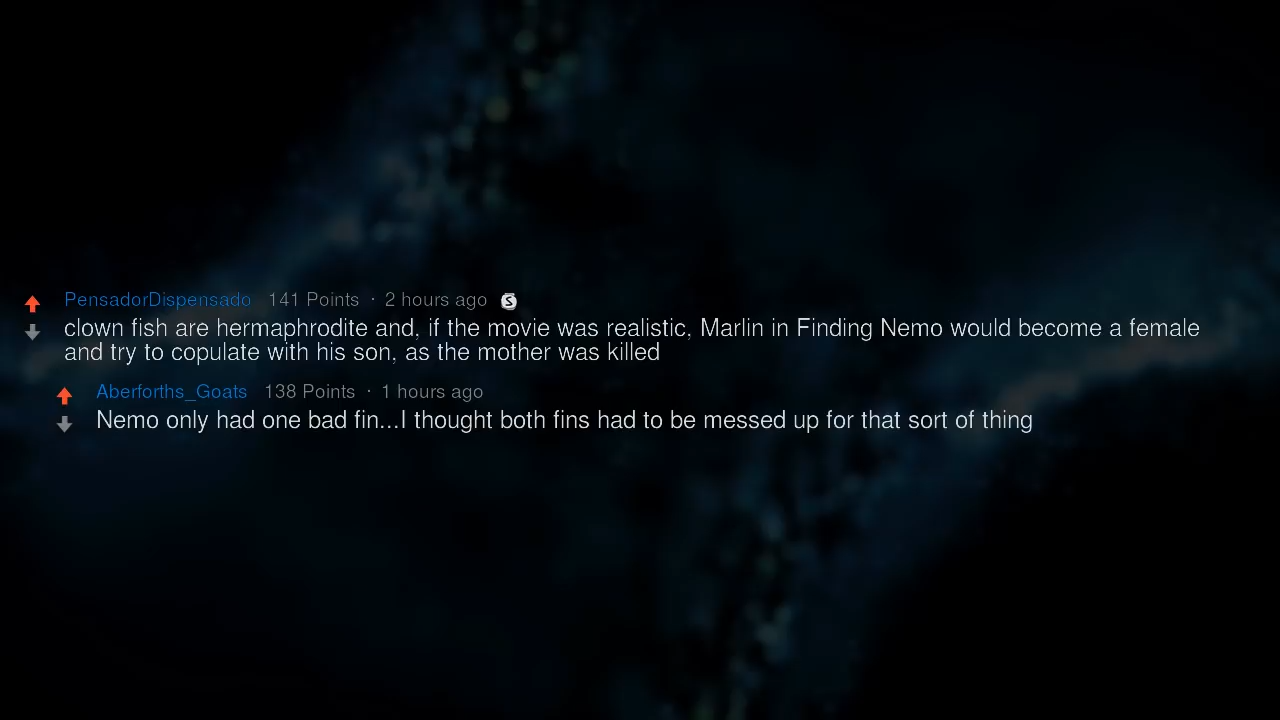 PensadorDispensado 141 Points · 2 hours ago
clown fish are hermaphrodite and, if the movie was realistic, Marlin in Finding Nemo would become a female
and try to copulate with his son, as the mother was killed
Aberforths_Goats 138 Points · 1 hours ago
Nemo only had one bad fin...I thought both fins had to be messed up for that sort of thing